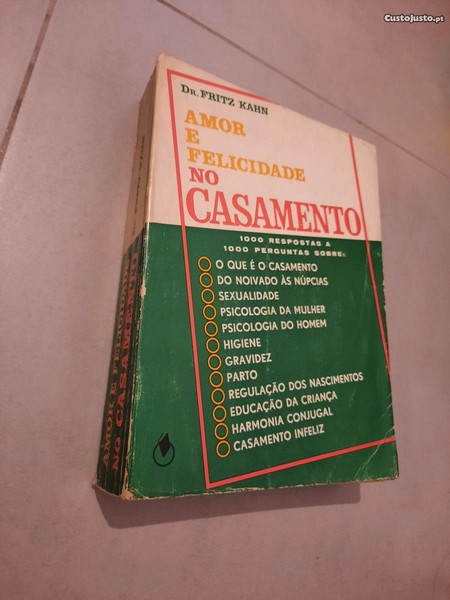 CustoJusto.pt
DR. FRITZ KAHN
AMOR
E
FELICIDADE
NO
CASAMENTO
1000 RESPOSTAS A
1000 PERGUNTAS SOBRE:
O QUE É O CASAMENTO
DO NOIVADO ÀS NÚPCIAS
SEXUALIDADE
PSICOLOGIA DA MULHER
PSICOLOGIA DO HOMEM
HIGIENE
GRAVIDEZ
PARTO
REGULAÇÃO DOS NASCIMENTOS
EDUCAÇÃO DA CRIANÇA
HARMONIA CONJUGAL
CASAMENTO INFELIZ
AMOR E FELICIDADE
NO CASAMENTO